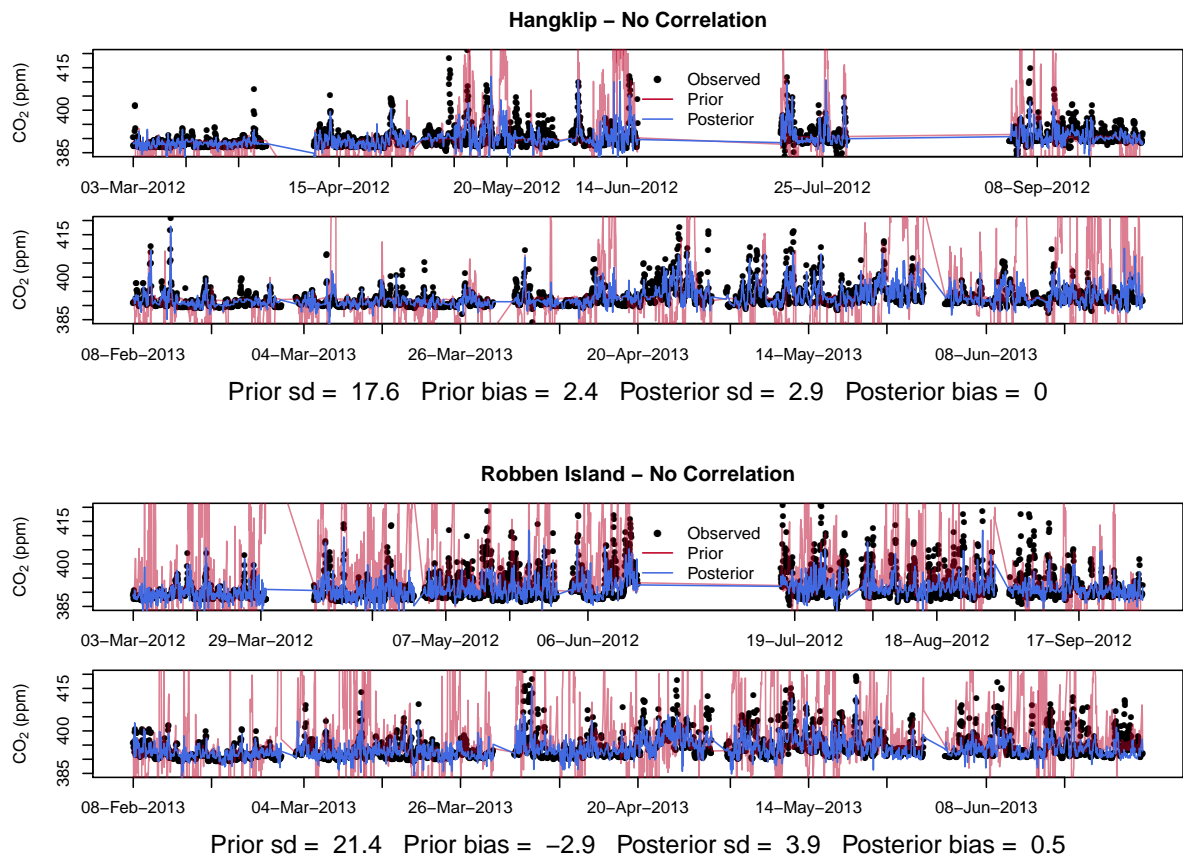 Hangklip − No Correlation
CO2 (ppm)
385 400 415
Observed
Prior
Posterior
03−Mar−2012 15−Apr−2012 20−May−2012 14−Jun−2012 25−Jul−2012 08−Sep−2012
CO2 (ppm)
385 400 415
08−Feb−2013 04−Mar−2013 26−Mar−2013 20−Apr−2013 14−May−2013 08−Jun−2013
Prior sd = 17.6 Prior bias = 2.4 Posterior sd = 2.9 Posterior bias = 0
Robben Island − No Correlation
CO2 (ppm)
385 400 415
Observed
Prior
Posterior
03−Mar−2012 29−Mar−2012 07−May−2012 06−Jun−2012 19−Jul−2012 18−Aug−2012 17−Sep−2012
CO2 (ppm)
385 400 415
08−Feb−2013 04−Mar−2013 26−Mar−2013 20−Apr−2013 14−May−2013 08−Jun−2013
Prior sd = 21.4 Prior bias = −2.9 Posterior sd = 3.9 Posterior bias = 0.5